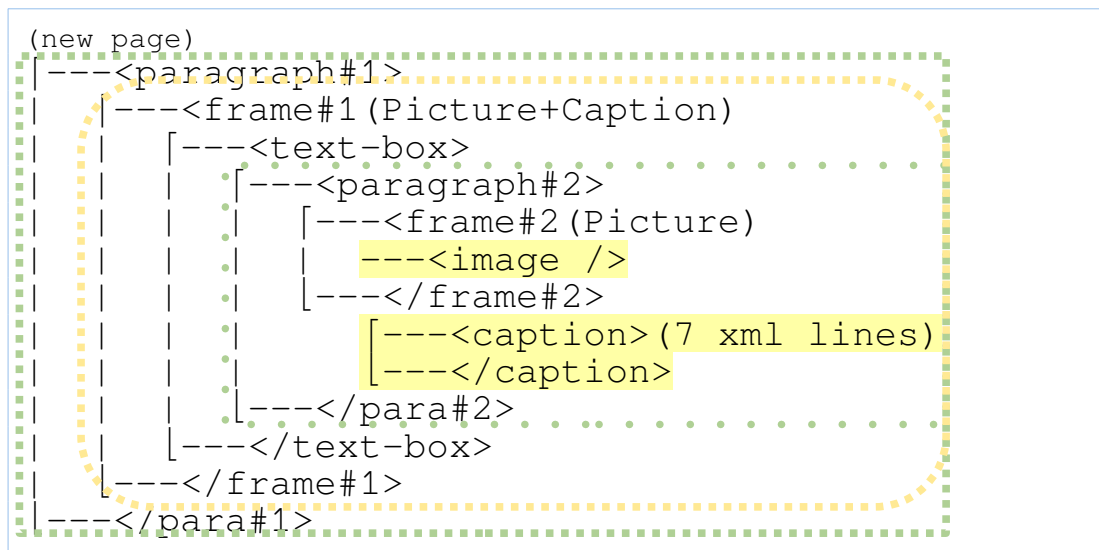 (new page)
⌈---<paragraph#1>
| ⌈---<frame#1(Picture+Caption)
| | ⌈---<text-box>
| | | ⌈---<paragraph#2>
| | | | ⌈---<frame#2(Picture)
| | | | | ---<image />
| | | | ⌊---</frame#2>
| | | | ⌈---<caption>(7 xml lines)
| | | | ⌊---</caption>
| | | ⌊---</para#2>
| | ⌊---</text-box>
| ⌊---</frame#1>
⌊---</para#1>